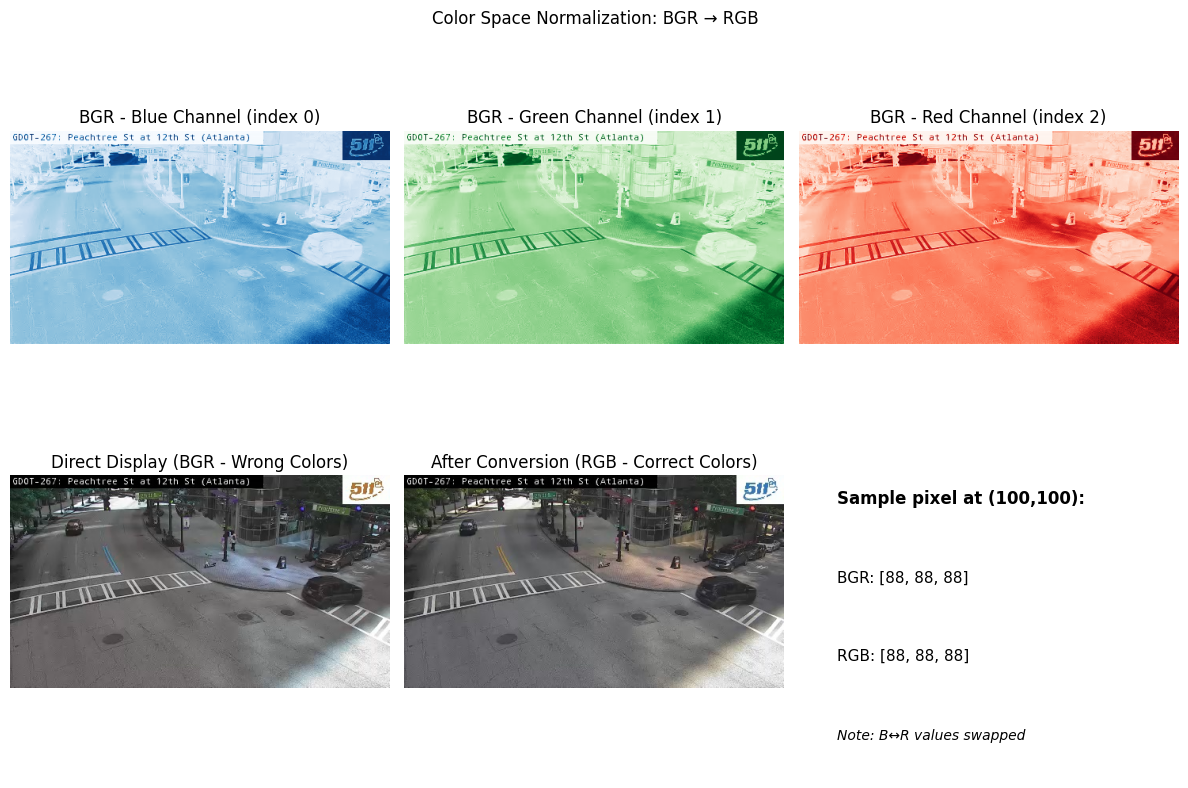 Color Space Normalization: BGR → RGB
BGR - Blue Channel (index 0)
GDOT-267: Peachtree St at 12th St (Atlanta)
511
BGR - Green Channel (index 1)
GDOT-267: Peachtree St at 12th St (Atlanta)
511
BGR - Red Channel (index 2)
GDOT-267: Peachtree St at 12th St (Atlanta)
511
Direct Display (BGR - Wrong Colors)
GDOT-267: Peachtree St at 12th St (Atlanta)
511
After Conversion (RGB - Correct Colors)
GDOT-267: Peachtree St at 12th St (Atlanta)
511
Sample pixel at (100,100):
BGR: [88, 88, 88]
RGB: [88, 88, 88]
Note: B↔R values swapped